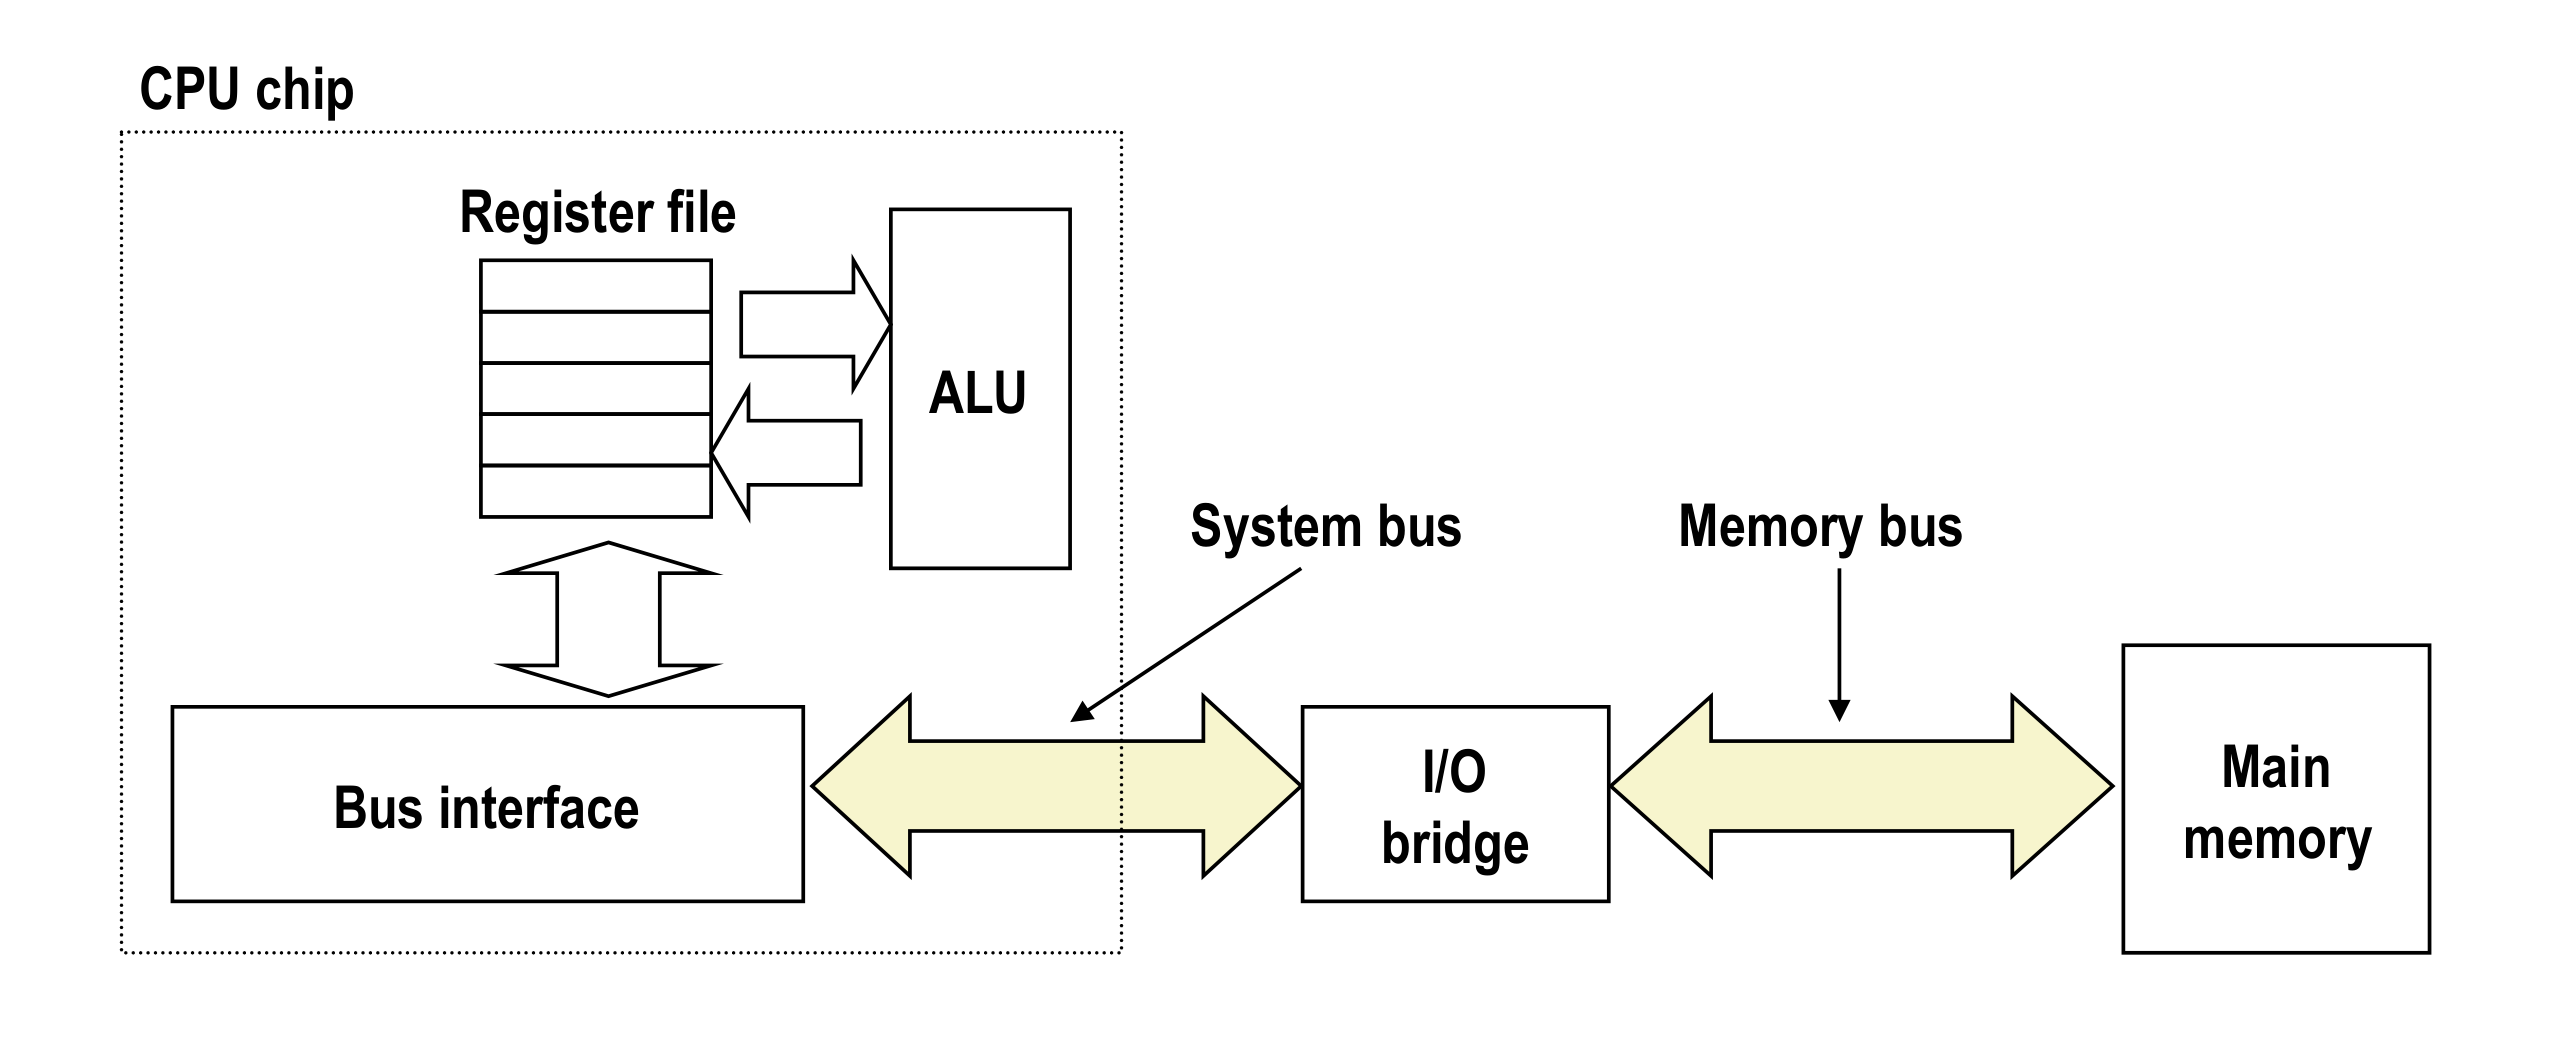 CPU chip
Register file
ALU
System bus
Memory bus
Bus interface
I/O
bridge
Main
memory